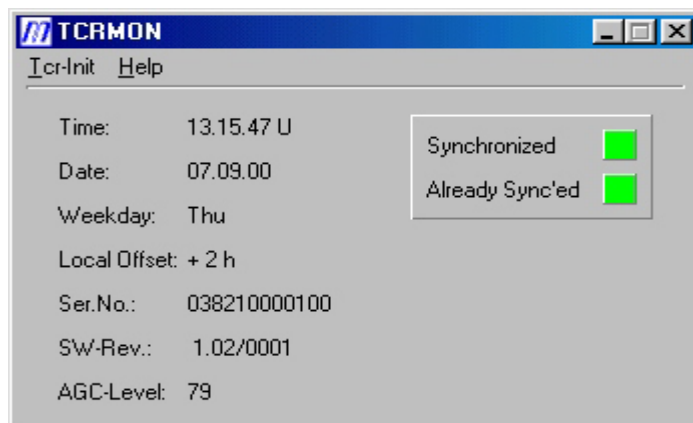 TCRMON
Tcr-Init Help
Time: 13.15.47 U
Date: 07.09.00
Weekday: Thu
Local Offset: + 2 h
Ser.No.: 038210000100
SW-Rev.: 1.02/0001
AGC-Level: 79
Synchronized
Already Sync'ed